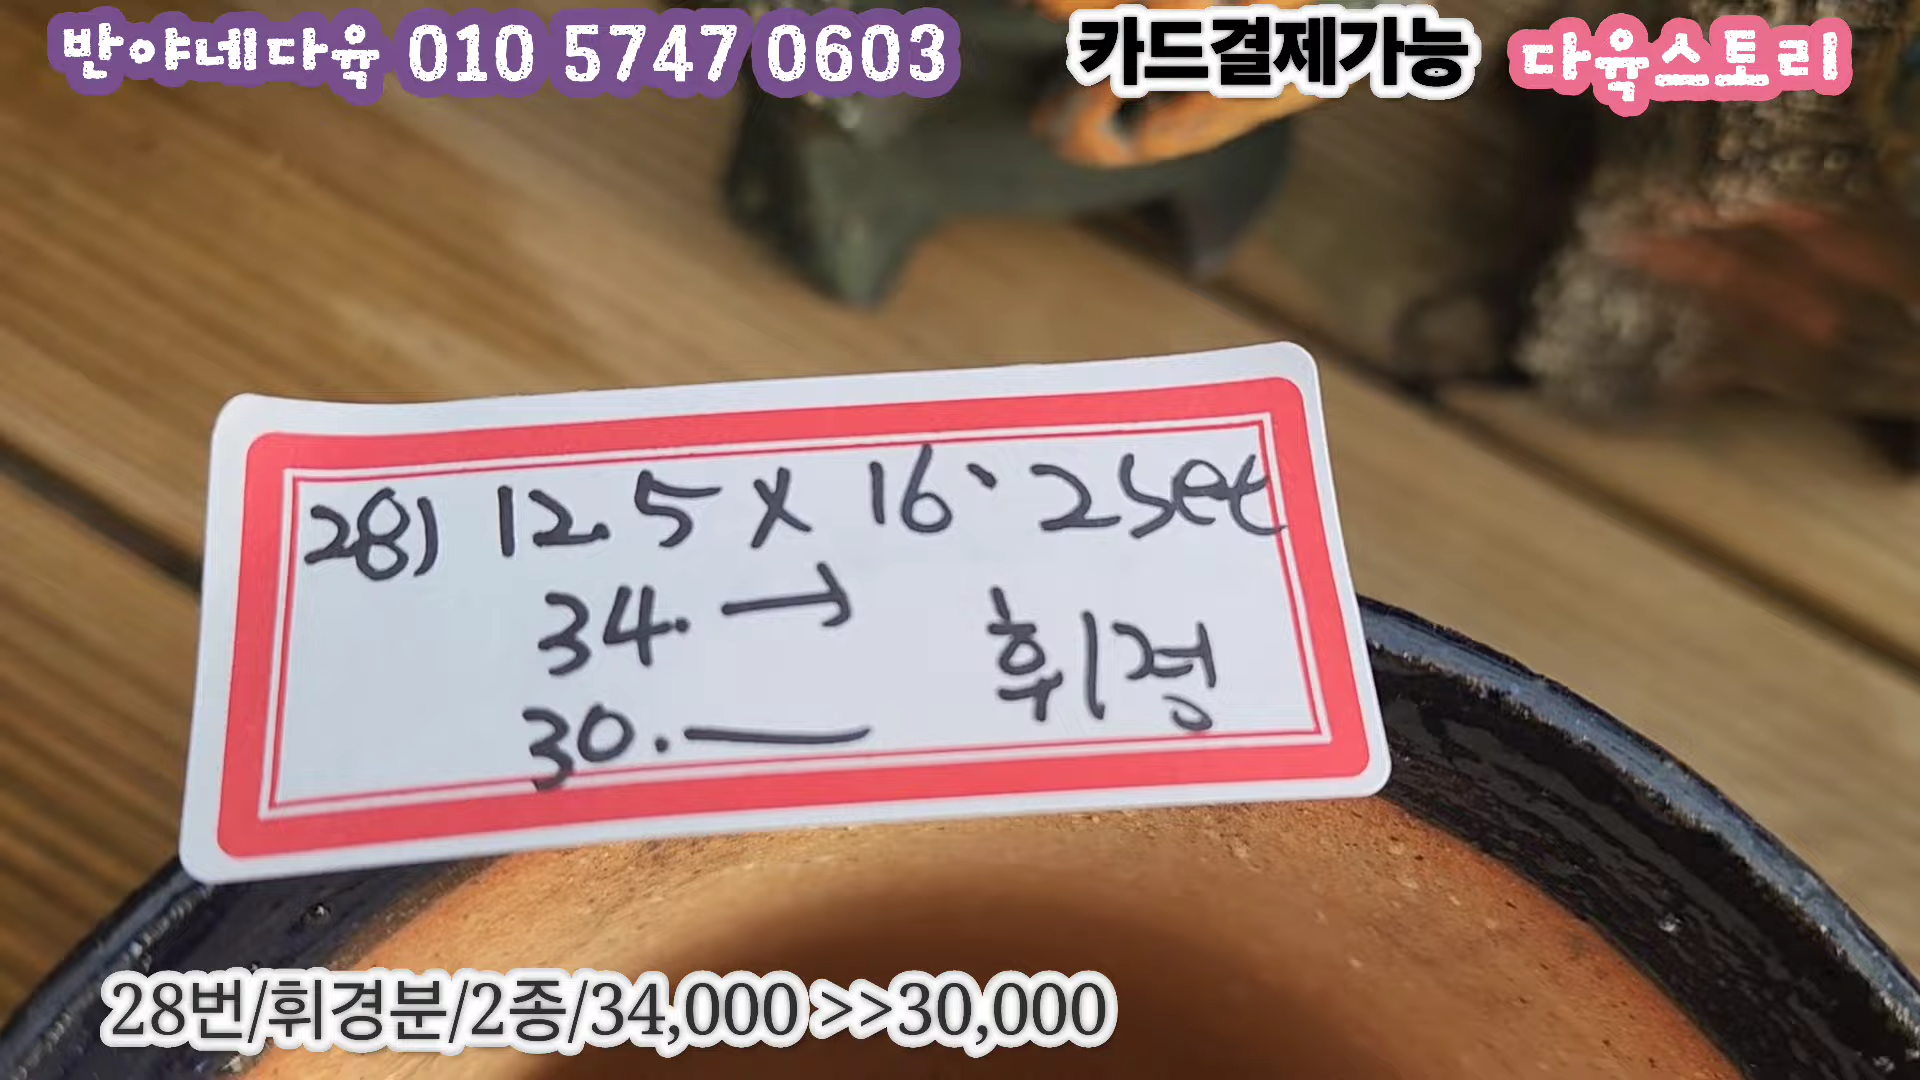 반야네다육 010 5747 0603 카드결제가능 다육스토리
28) 12.5 x 16. 2set
34. —
휘경
30. —
28번/휘경분/2종/34,000 >>30,000